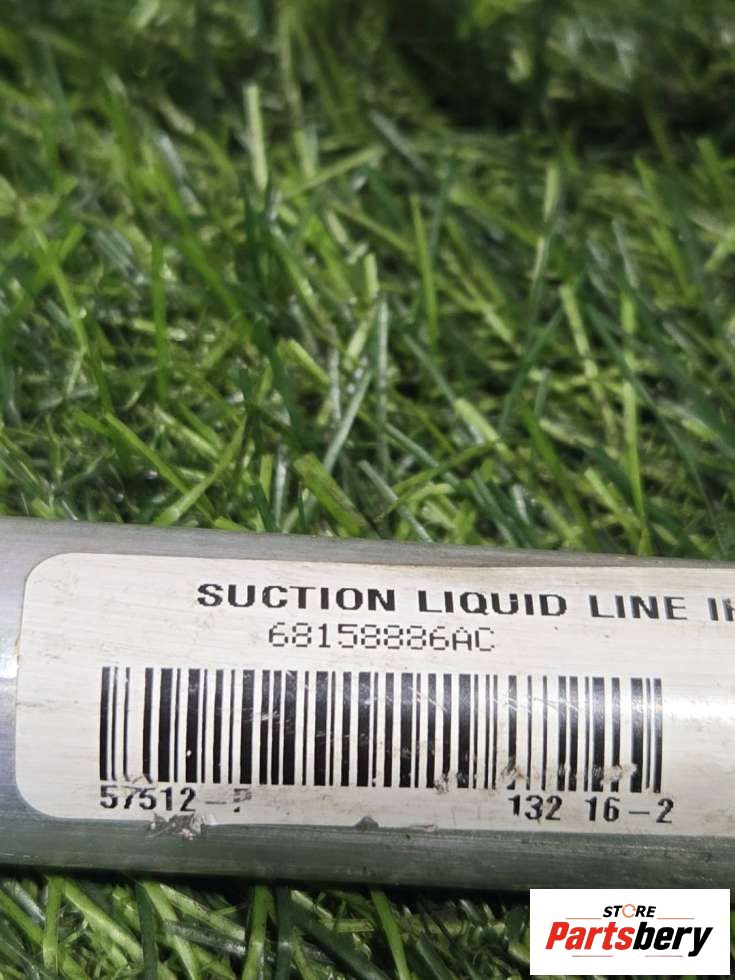 SUCTION LIQUID LINE
68158886AC
57512-
132 16-2
STORE
Partsbery